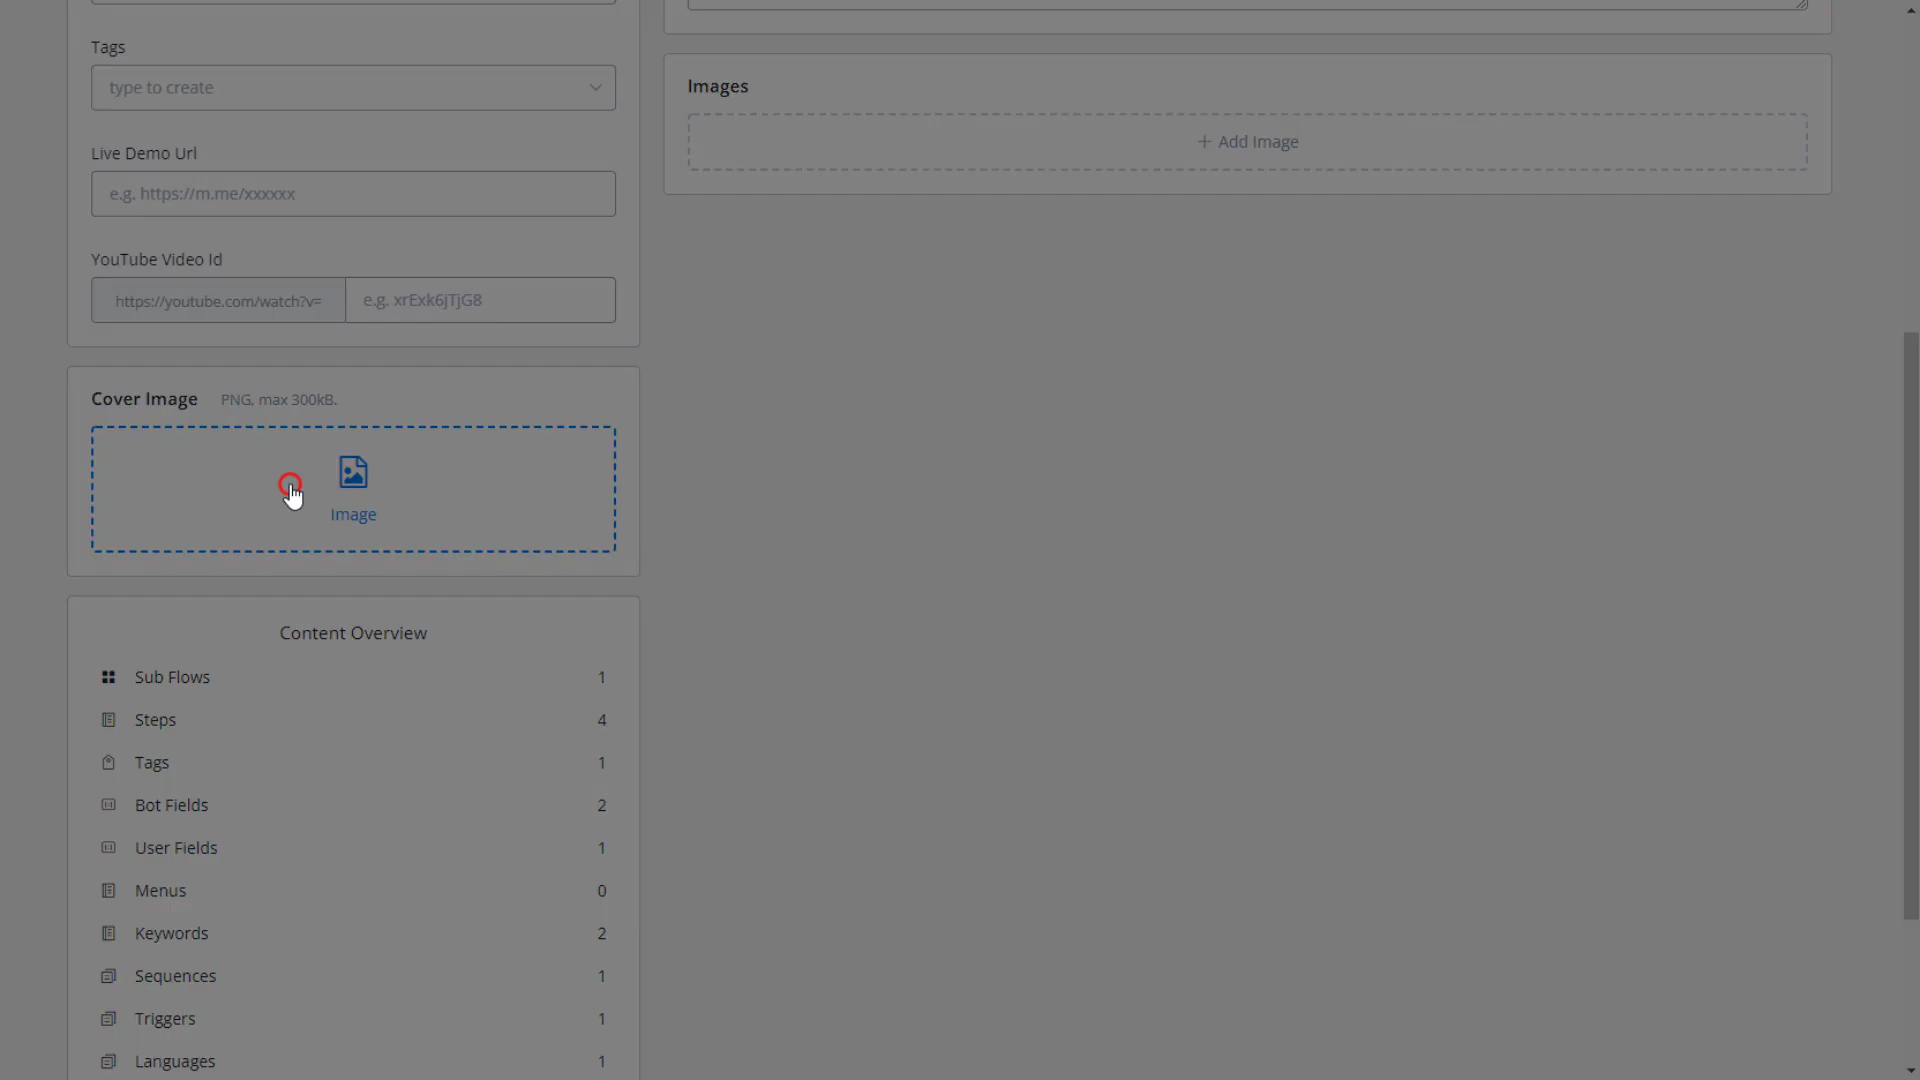 Tags
type to create
Live Demo Url
e.g. https://m.me/xxxxxx
YouTube Video Id
https://youtube.com/watch?v= e.g. xrExk6jTjG8
Cover Image PNG, max 300kB.
Image
Content Overview
Sub Flows 1
Steps 4
Tags 1
Bot Fields 2
User Fields 1
Menus 0
Keywords 2
Sequences 1
Triggers 1
Languages 1
Images
+ Add Image